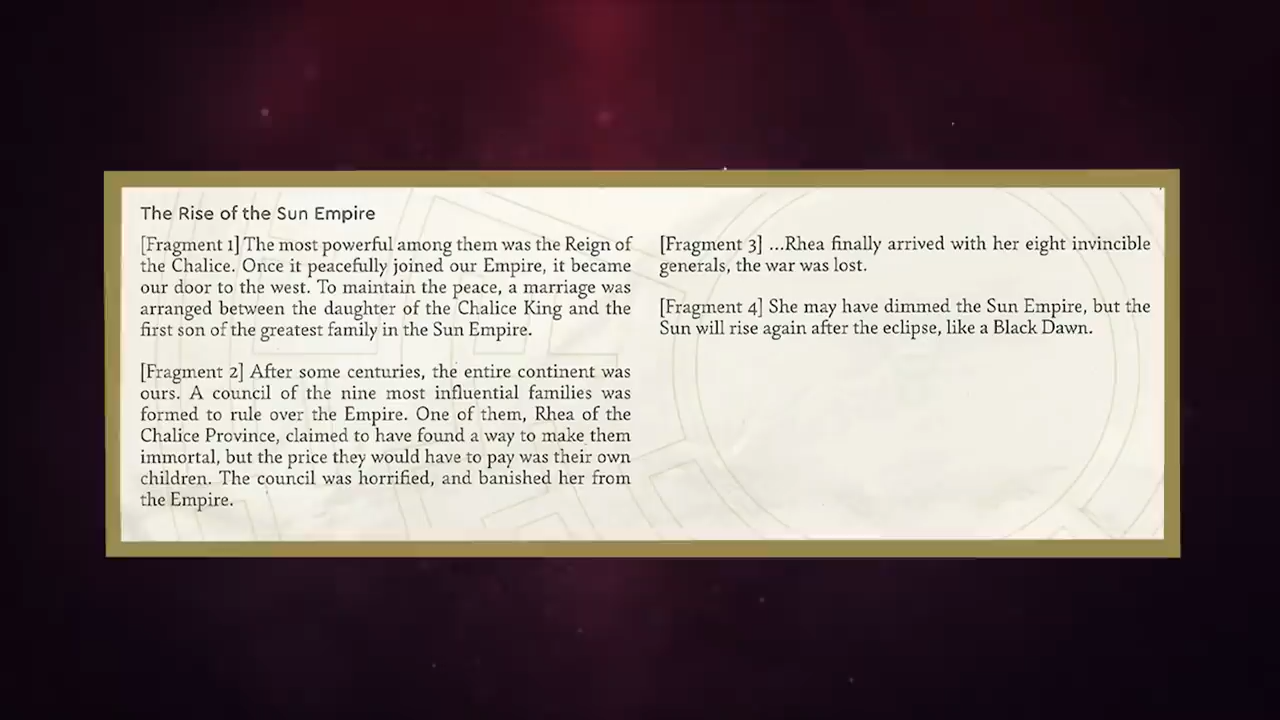 The Rise of the Sun Empire
[Fragment 1] The most powerful among them was the Reign of
the Chalice. Once it peacefully joined our Empire, it became
our door to the west. To maintain the peace, a marriage was
arranged between the daughter of the Chalice King and the
first son of the greatest family in the Sun Empire.
[Fragment 2] After some centuries, the entire continent was
ours. A council of the nine most influential families was
formed to rule over the Empire. One of them, Rhea of the
Chalice Province, claimed to have found a way to make them
immortal, but the price they would have to pay was their own
children. The council was horrified, and banished her from
the Empire.
[Fragment 3] ...Rhea finally arrived with her eight invincible
generals, the war was lost.
[Fragment 4] She may have dimmed the Sun Empire, but the
Sun will rise again after the eclipse, like a Black Dawn.